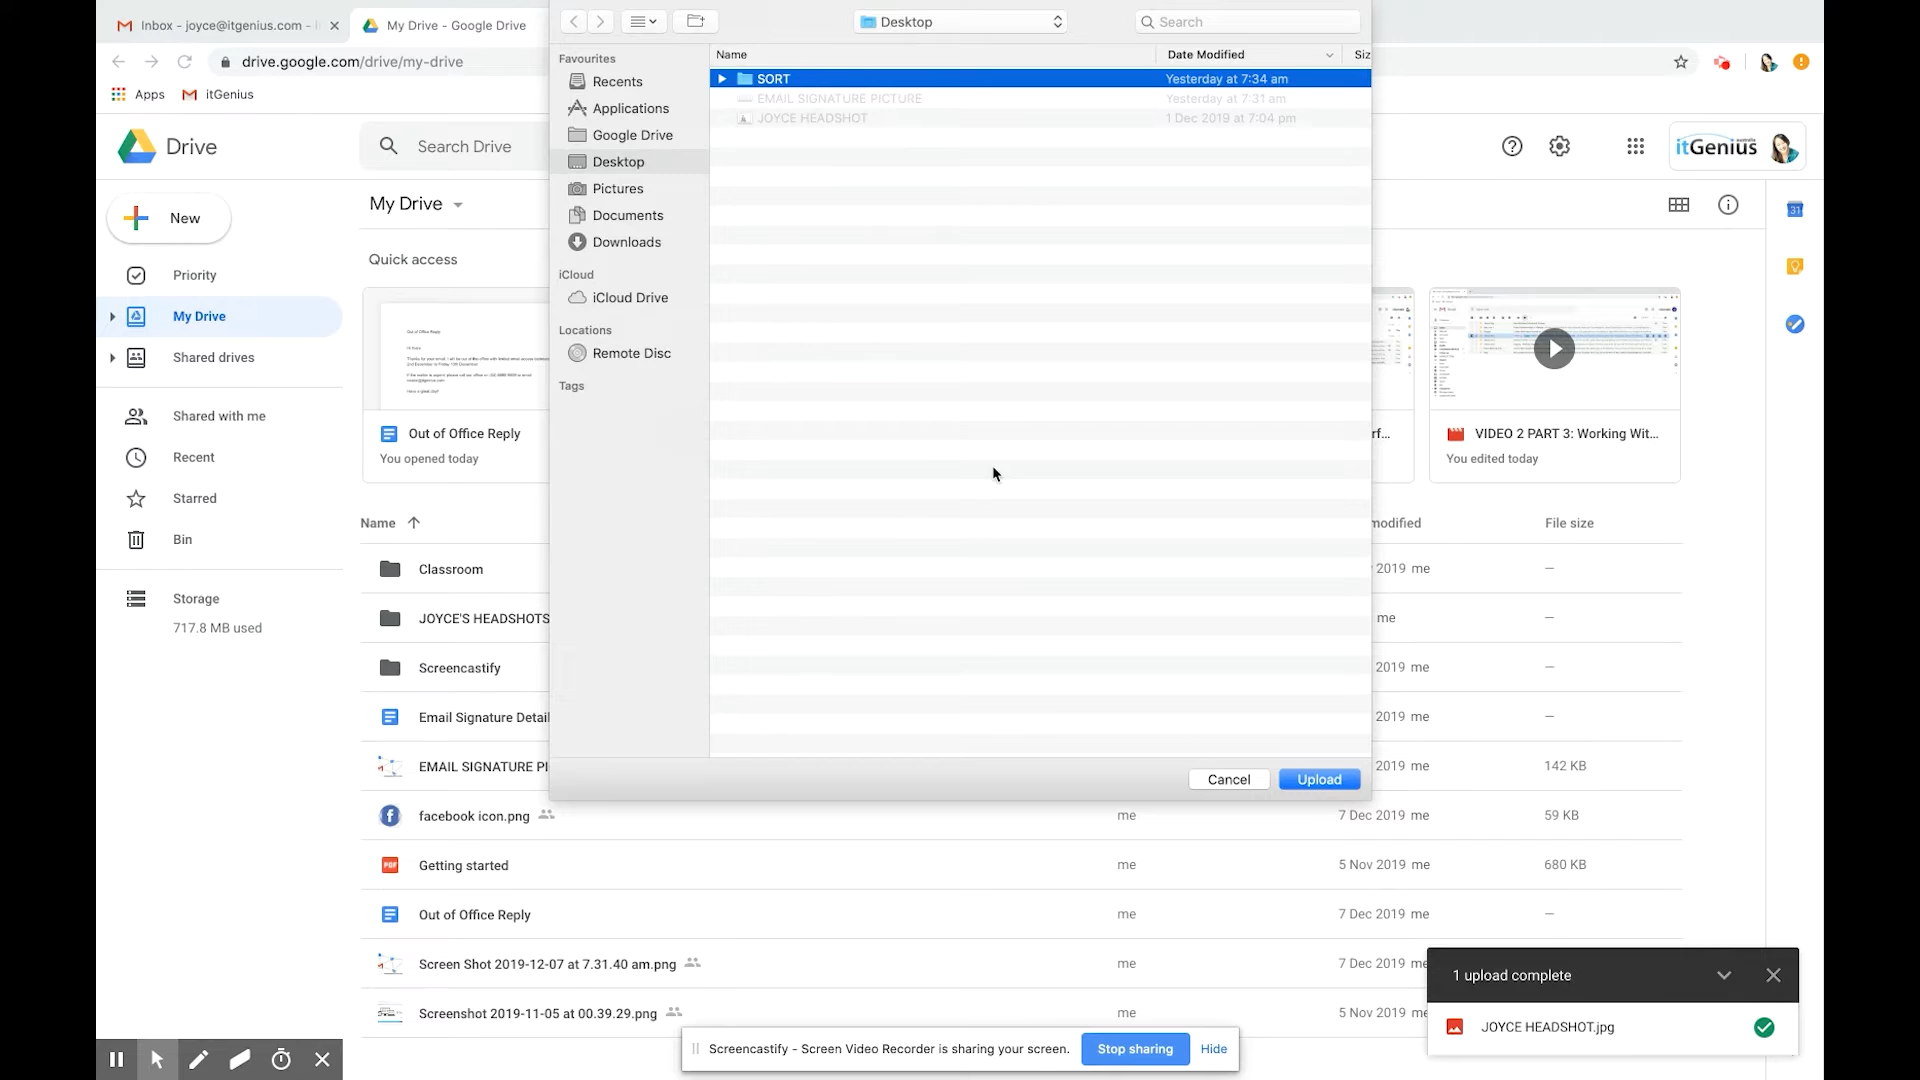 Inbox - joyce@itgenius.com -
My Drive - Google Drive
drive.google.com/drive/my-drive
Apps
itGenius
Desktop
Search
Favourites
Recents
Applications
Google Drive
Desktop
Pictures
Documents
Downloads
iCloud
iCloud Drive
Locations
Remote Disc
Tags
Name
Date Modified
Siz
SORT
Yesterday at 7:34 am
EMAIL SIGNATURE PICTURE
Yesterday at 7:31 am
JOYCE HEADSHOT
1 Dec 2019 at 7:04 pm
Cancel
Upload
Drive
Search Drive
itGenius
New
Priority
My Drive
Shared drives
Shared with me
Recent
Starred
Bin
Storage
717.8 MB used
My Drive
Quick access
Out of Office Reply
Out of Office Reply
You opened today
rf...
VIDEO 2 PART 3: Working Wit...
You edited today
31
Name
modified
File size
Classroom
2019 me
—
JOYCE'S HEADSHOTS
me
—
Screencastify
2019 me
—
Email Signature Detail
2019 me
—
EMAIL SIGNATURE PI
2019 me
142 KB
facebook icon.png
me
7 Dec 2019 me
59 KB
PDF
Getting started
me
5 Nov 2019 me
680 KB
Out of Office Reply
me
7 Dec 2019 me
—
Screen Shot 2019-12-07 at 7.31.40 am.png
me
7 Dec 2019 me
Screenshot 2019-11-05 at 00.39.29.png
me
5 Nov 2019 me
1 upload complete
JOYCE HEADSHOT.jpg
Screencastify - Screen Video Recorder is sharing your screen.
Stop sharing
Hide